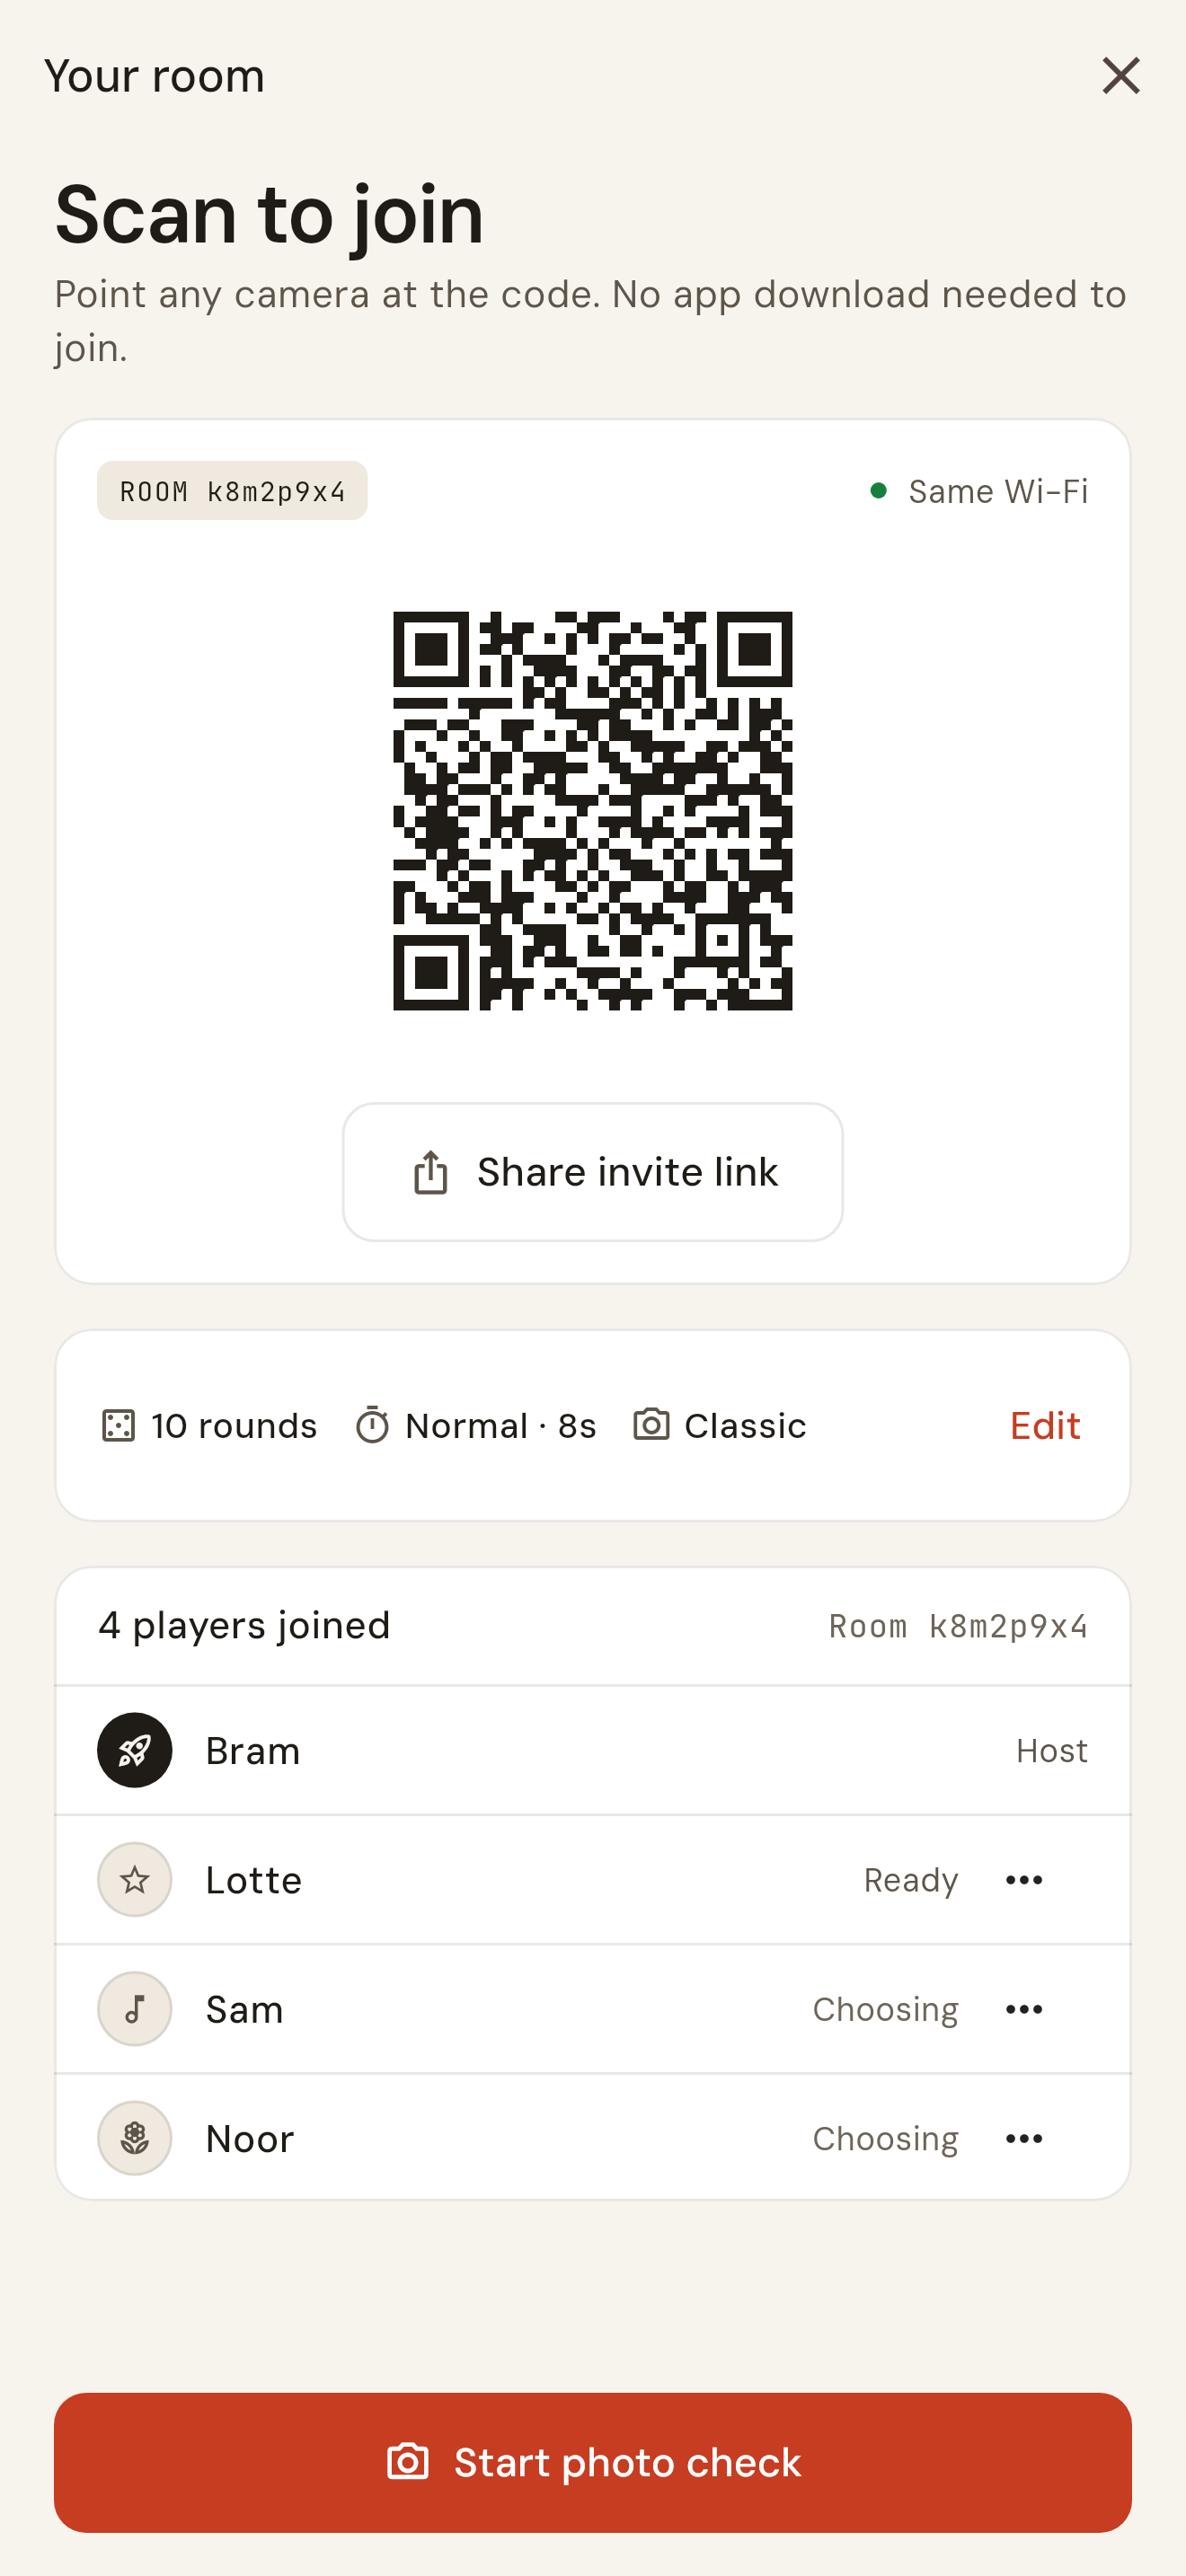 Your room
Scan to join
Point any camera at the code. No app download needed to
join.
ROOM k8m2p9x4
Same Wi-Fi
Share invite link
10 rounds
Normal · 8s
Classic
Edit
4 players joined
Room k8m2p9x4
Bram
Host
Lotte
Ready
Sam
Choosing
Noor
Choosing
Start photo check